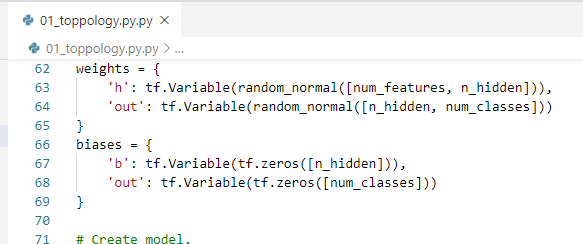 01_toppology.py.py ×
01_toppology.py.py > ...
62 weights = {
63     'h': tf.Variable(random_normal([num_features, n_hidden])),
64     'out': tf.Variable(random_normal([n_hidden, num_classes]))
65 }
66 biases = {
67     'b': tf.Variable(tf.zeros([n_hidden])),
68     'out': tf.Variable(tf.zeros([num_classes]))
69 }
70
71 # Create model.